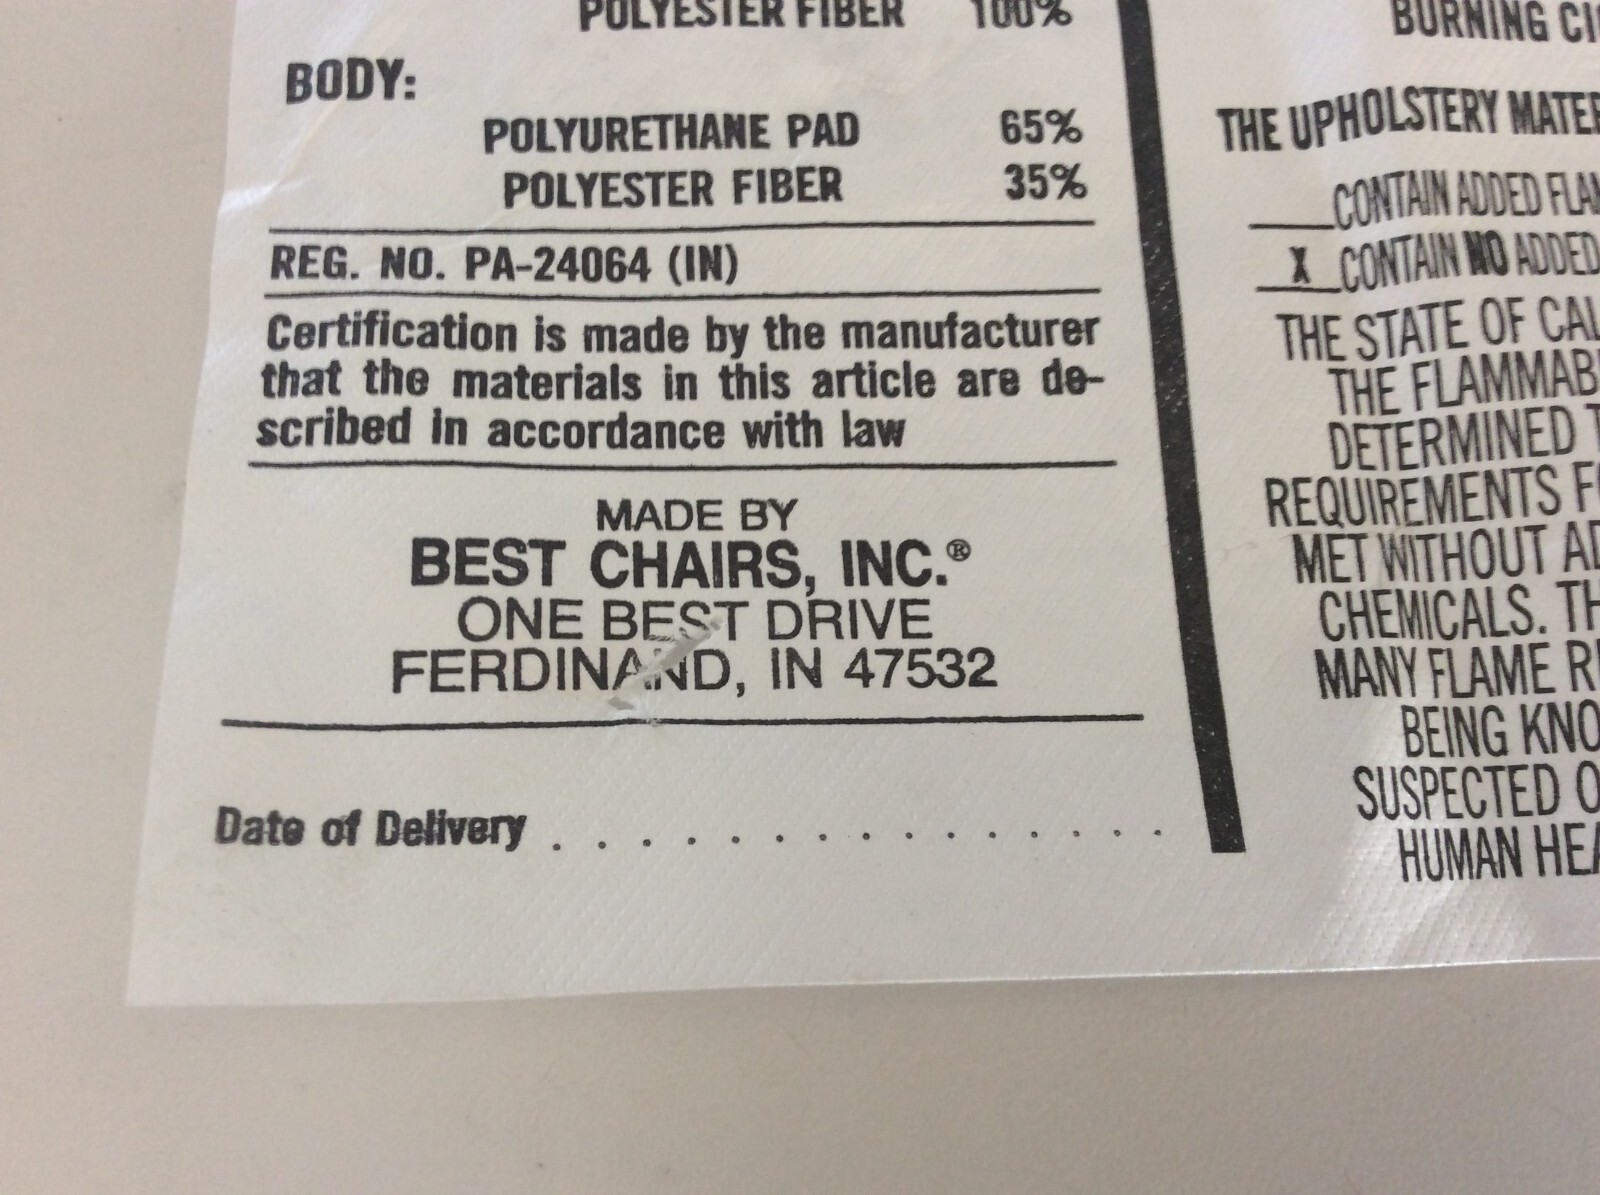 POLYESTER FIBER 100%
BODY:
POLYURETHANE PAD 65%
POLYESTER FIBER 35%
REG. NO. PA-24064 (IN)
Certification is made by the manufacturer
that the materials in this article are de-
scribed in accordance with law
MADE BY
BEST CHAIRS, INC.®
ONE BEST DRIVE
FERDINAND, IN 47532
Date of Delivery . . . . . . . . . . . . . . .
BURNING
THE UPHOLSTERY
CONTAIN ADDED
X CONTAIN NO ADDED
THE STATE OF
THE
DETERMINED
REQUIREMENTS
MET WITHOUT
CHEMICALS.
MANY FLAME
BEING
SUSPECTED
HUMAN